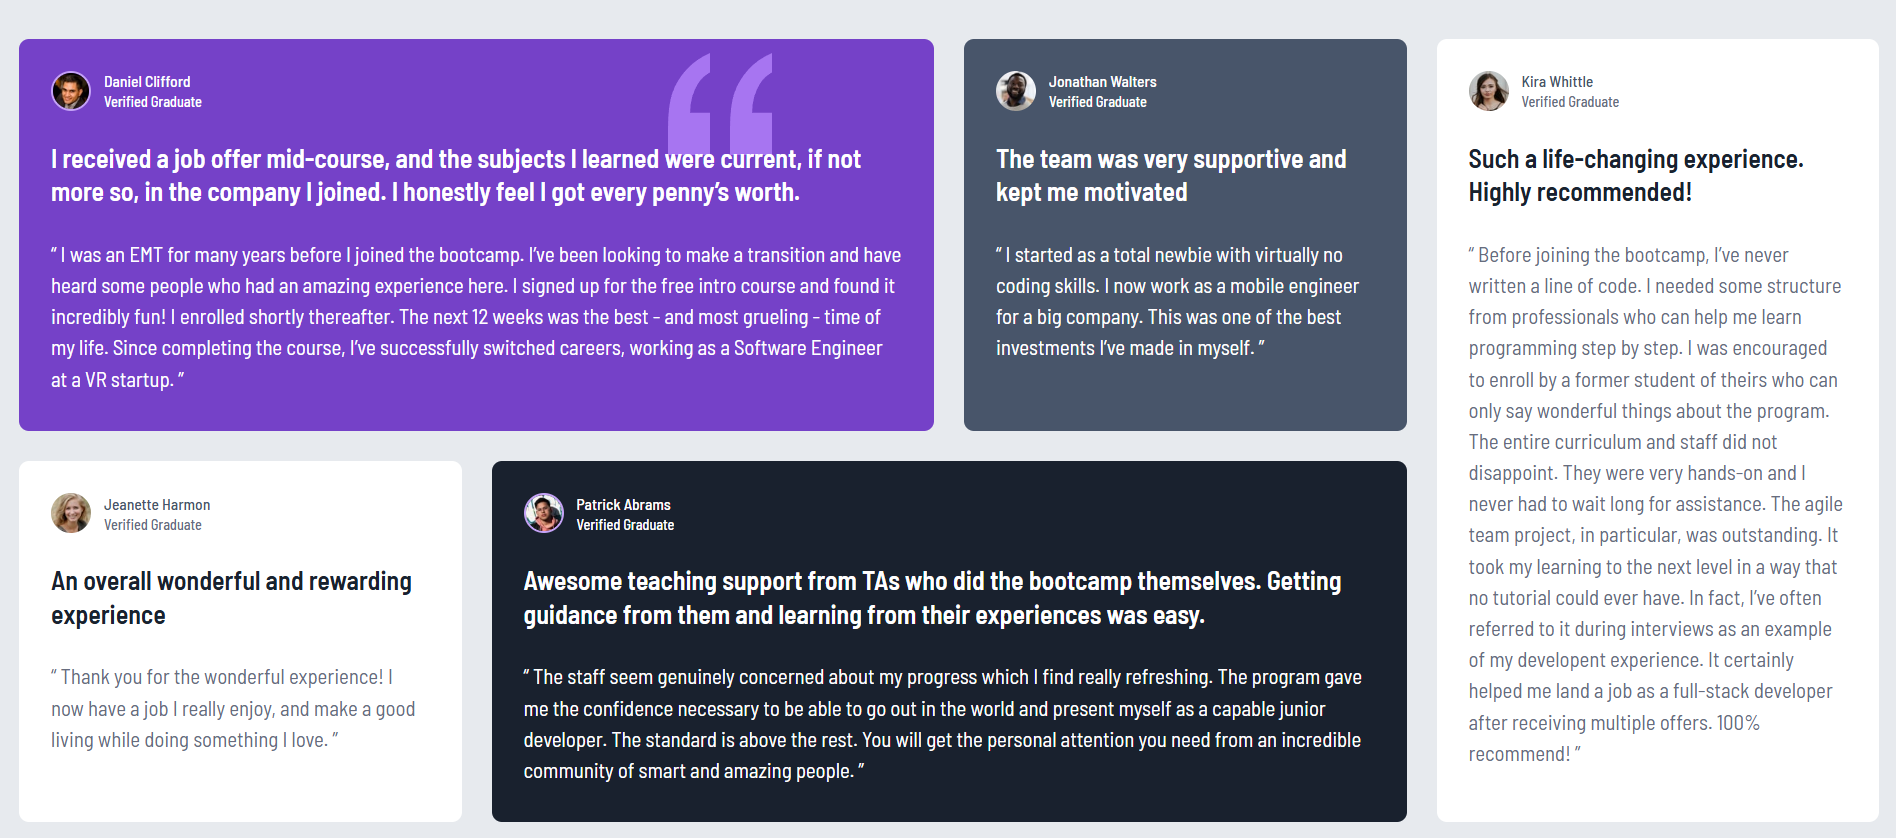 Daniel Clifford
Verified Graduate
I received a job offer mid-course, and the subjects I learned were current, if not
more so, in the company I joined. I honestly feel I got every penny’s worth.
“ I was an EMT for many years before I joined the bootcamp. I’ve been looking to make a transition and have
heard some people who had an amazing experience here. I signed up for the free intro course and found it
incredibly fun! I enrolled shortly thereafter. The next 12 weeks was the best - and most grueling - time of
my life. Since completing the course, I’ve successfully switched careers, working as a Software Engineer
at a VR startup. ”
Jonathan Walters
Verified Graduate
The team was very supportive and
kept me motivated
“ I started as a total newbie with virtually no
coding skills. I now work as a mobile engineer
for a big company. This was one of the best
investments I’ve made in myself. ”
Kira Whittle
Verified Graduate
Such a life-changing experience.
Highly recommended!
“ Before joining the bootcamp, I’ve never
written a line of code. I needed some structure
from professionals who can help me learn
programming step by step. I was encouraged
to enroll by a former student of theirs who can
only say wonderful things about the program.
The entire curriculum and staff did not
disappoint. They were very hands-on and I
never had to wait long for assistance. The agile
team project, in particular, was outstanding. It
took my learning to the next level in a way that
no tutorial could ever have. In fact, I’ve often
referred to it during interviews as an example
of my developent experience. It certainly
helped me land a job as a full-stack developer
after receiving multiple offers. 100%
recommend! ”
Jeanette Harmon
Verified Graduate
An overall wonderful and rewarding
experience
“ Thank you for the wonderful experience! I
now have a job I really enjoy, and make a good
living while doing something I love. ”
Patrick Abrams
Verified Graduate
Awesome teaching support from TAs who did the bootcamp themselves. Getting
guidance from them and learning from their experiences was easy.
“ The staff seem genuinely concerned about my progress which I find really refreshing. The program gave
me the confidence necessary to be able to go out in the world and present myself as a capable junior
developer. The standard is above the rest. You will get the personal attention you need from an incredible
community of smart and amazing people. ”